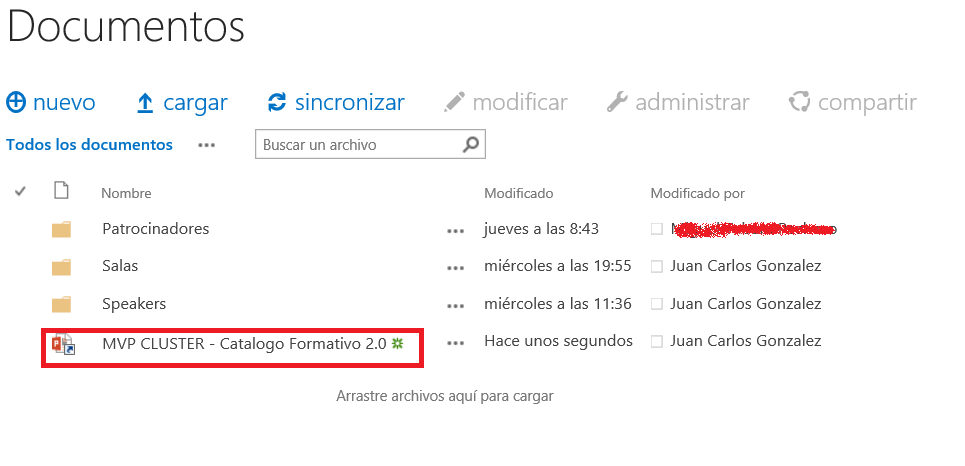 Documentos
nuevo cargar sincronizar modificar administrar compartir
Todos los documentos ... Buscar un archivo
Nombre Modificado Modificado por
Patrocinadores ... jueves a las 8:43
Salas ... miércoles a las 19:55 Juan Carlos Gonzalez
Speakers ... miércoles a las 11:36 Juan Carlos Gonzalez
MVP CLUSTER - Catalogo Formativo 2.0 ... Hace unos segundos Juan Carlos Gonzalez
Arrastre archivos aquí para cargar